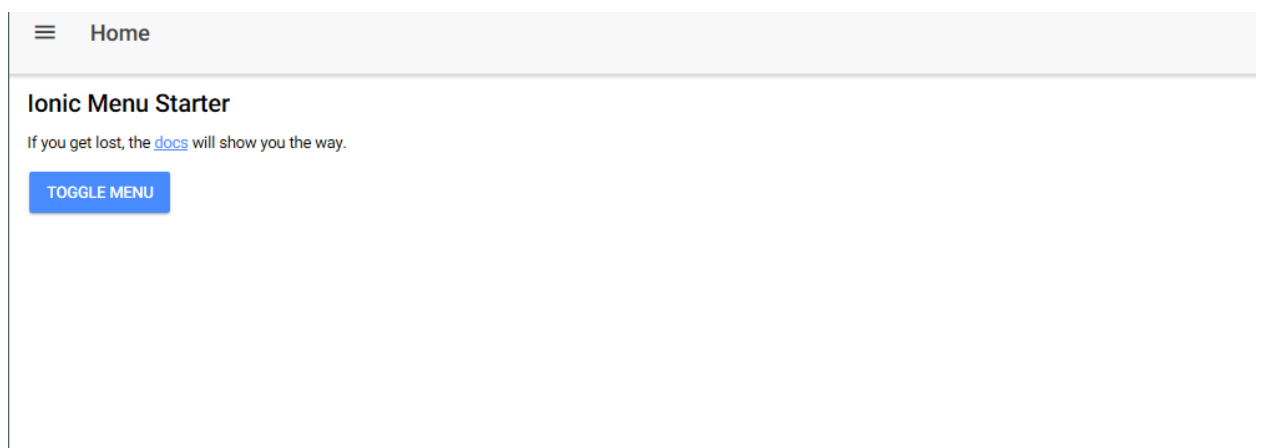 Home
Ionic Menu Starter
If you get lost, the docs will show you the way.
TOGGLE MENU